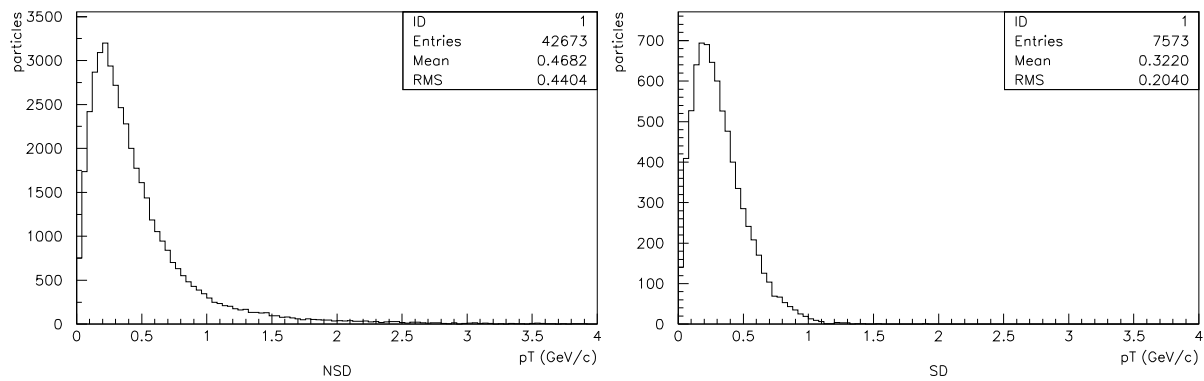 particles
3500
3000
2500
2000
1500
1000
500
0
ID 1
Entries 42673
Mean 0.4682
RMS 0.4404
0 0.5 1 1.5 2 2.5 3 3.5 4
pT (GeV/c)
NSD
particles
700
600
500
400
300
200
100
0
ID 1
Entries 7573
Mean 0.3220
RMS 0.2040
0 0.5 1 1.5 2 2.5 3 3.5 4
pT (GeV/c)
SD